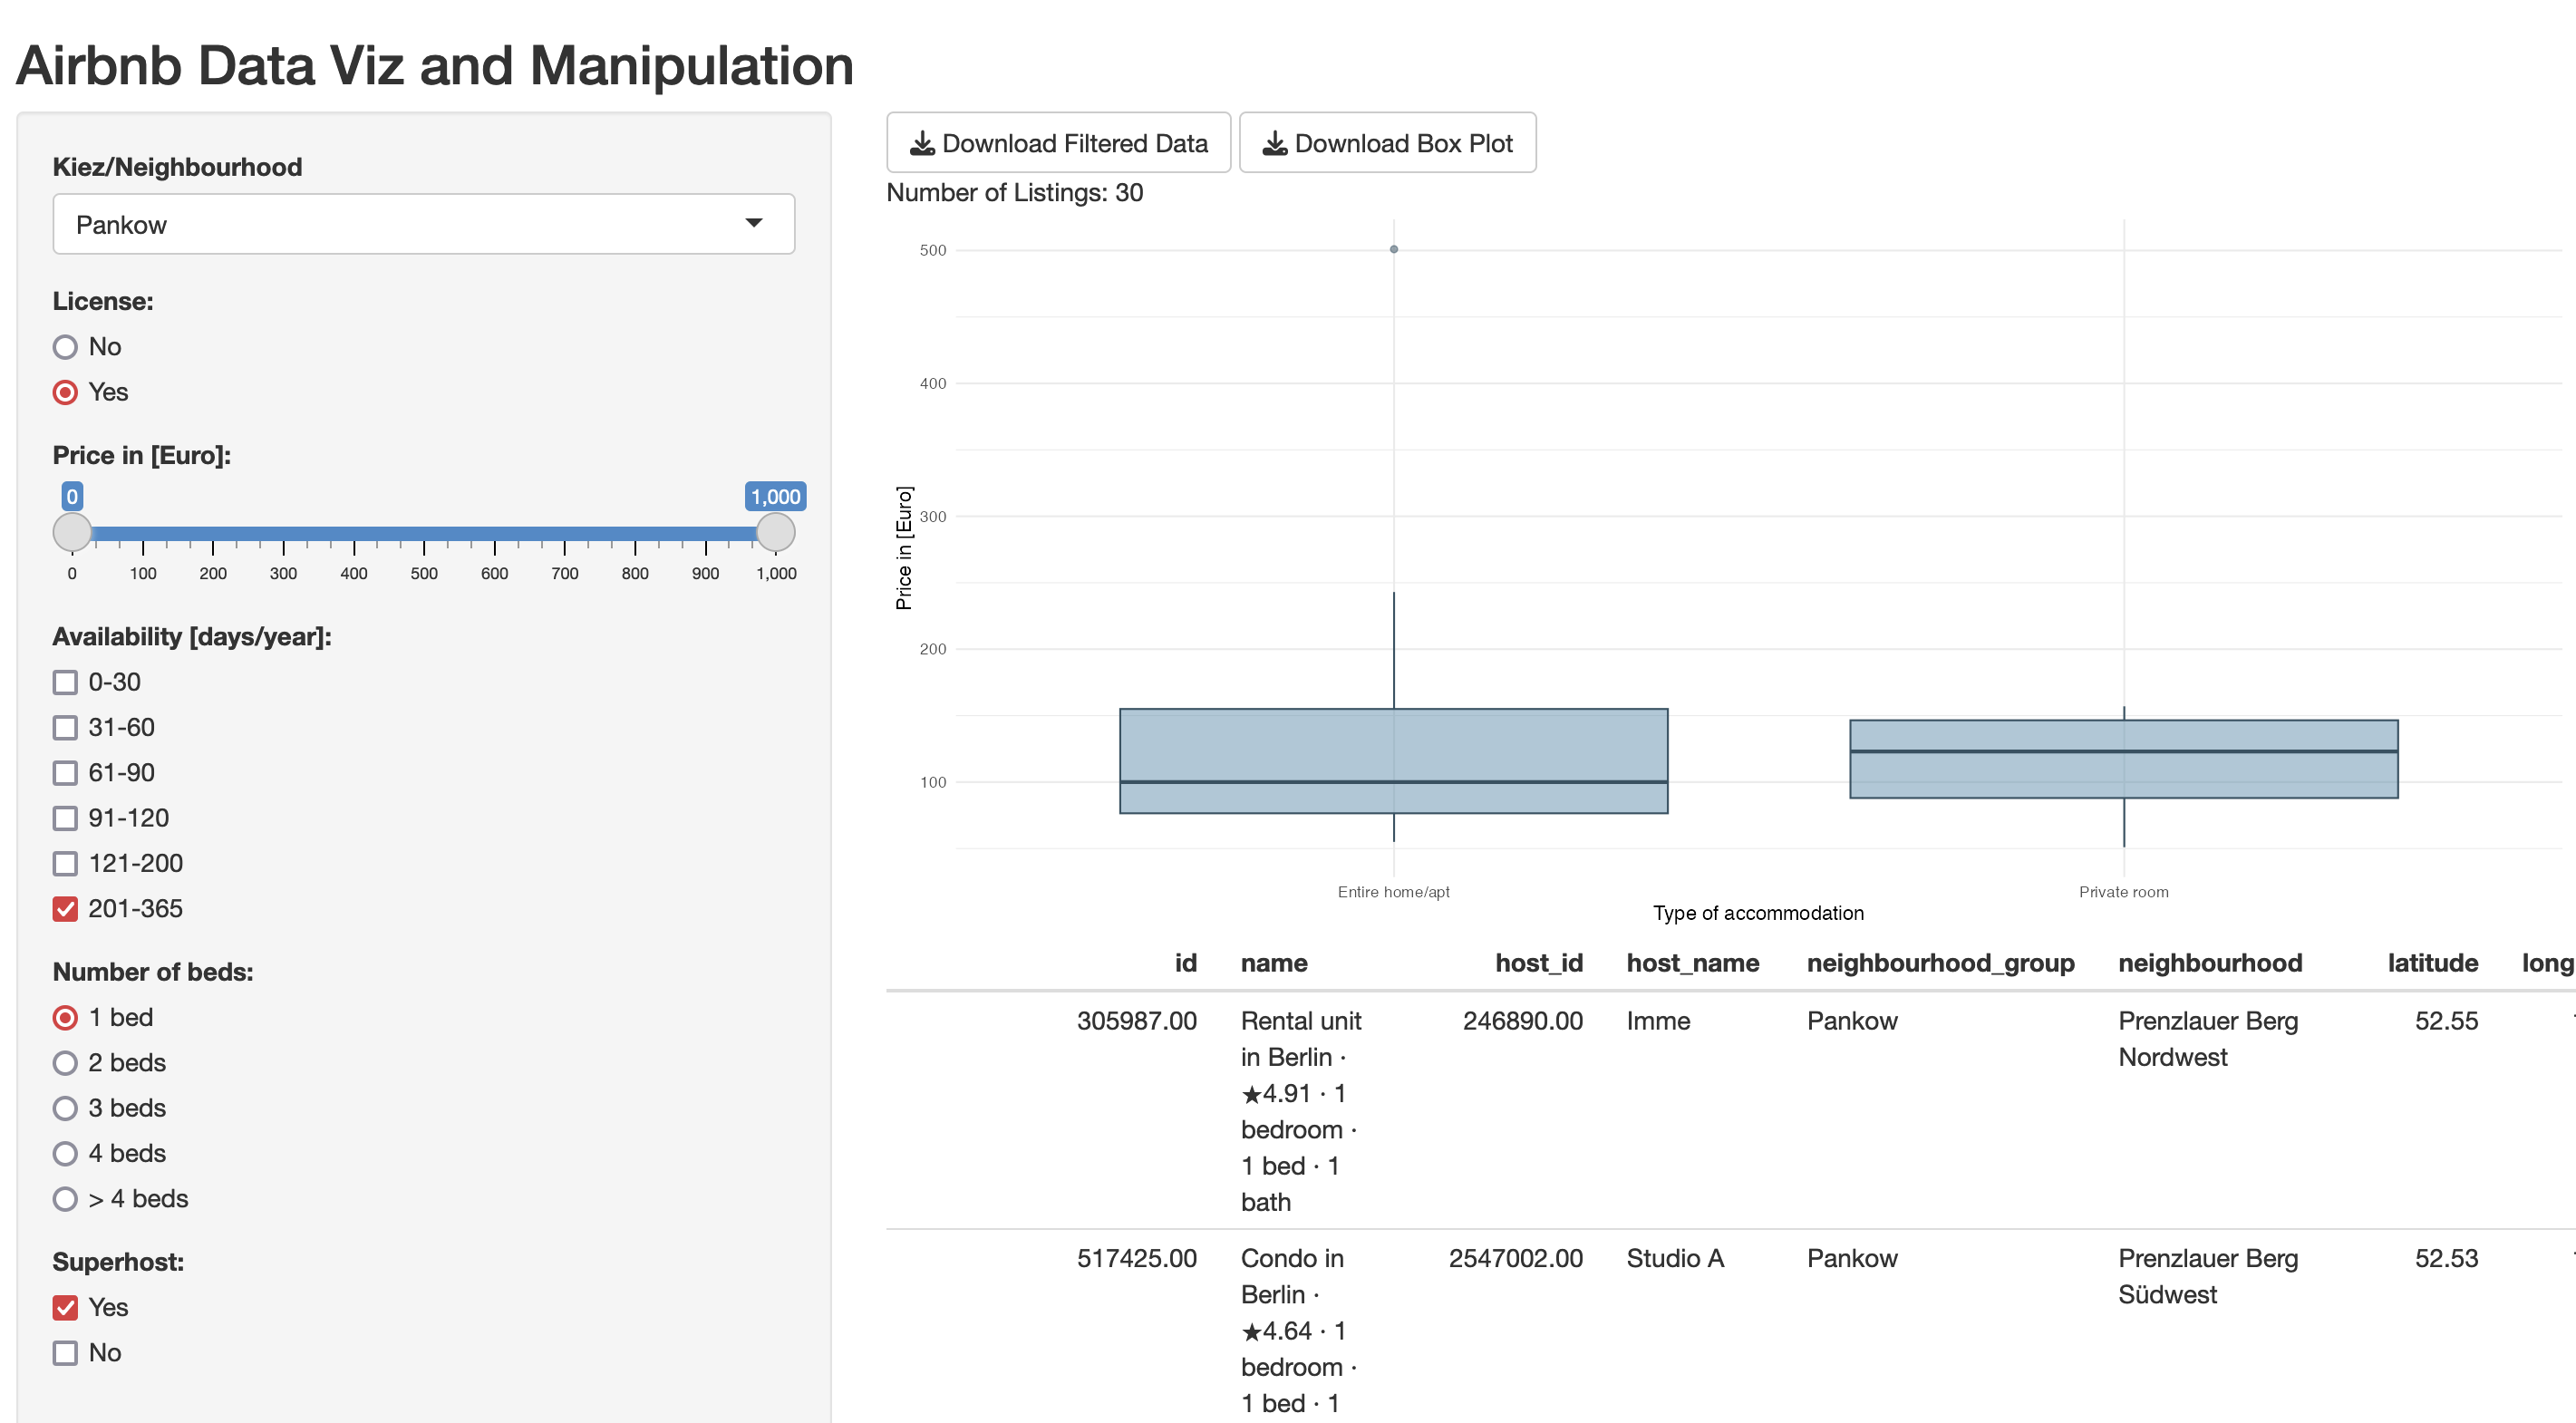 Airbnb Data Viz and Manipulation
Kiez/Neighbourhood
Pankow
License:
No
Yes
Price in [Euro]:
0 1,000
0 100 200 300 400 500 600 700 800 900 1,000
Availability [days/year]:
0-30
31-60
61-90
91-120
121-200
201-365
Number of beds:
1 bed
2 beds
3 beds
4 beds
> 4 beds
Superhost:
Yes
No
Download Filtered Data Download Box Plot
Number of Listings: 30
Price in [Euro]
500
400
300
200
100
Entire home/apt Private room
Type of accommodation
id name host_id host_name neighbourhood_group neighbourhood latitude long
305987.00 Rental unit 246890.00 Imme Pankow Prenzlauer Berg 52.55
in Berlin · Nordwest
★4.91 · 1
bedroom ·
1 bed · 1
bath
517425.00 Condo in 2547002.00 Studio A Pankow Prenzlauer Berg 52.53
Berlin · Südwest
★4.64 · 1
bedroom ·
1 bed · 1